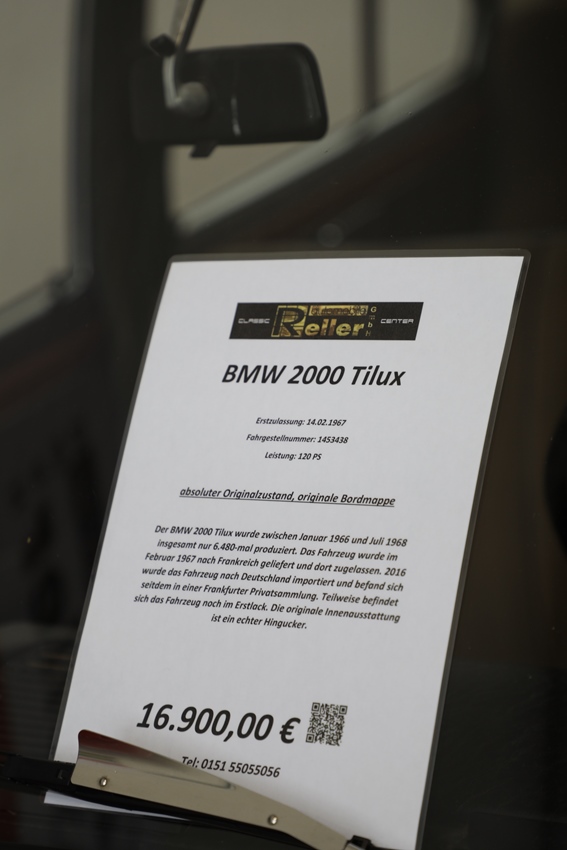 CLASSIC Reiler GmbH CENTER
BMW 2000 Tilux
Erstzulassung: 14.02.1967
Fahrgestellnummer: 1453438
Leistung: 120 PS
absoluter Originalzustand, originale Bordmappe
Der BMW 2000 Tilux wurde zwischen Januar 1966 und Juli 1968
insgesamt nur 6.480-mal produziert. Das Fahrzeug wurde im
Februar 1967 nach Frankreich geliefert und dort zugelassen. 2016
wurde das Fahrzeug nach Deutschland importiert und befand sich
seitdem in einer Frankfurter Privatsammlung. Teilweise befindet
sich das Fahrzeug noch im Erstlack. Die originale Innenausstattung
ist ein echter Hingucker.
16.900,00 €
Tel: 0151 55055056